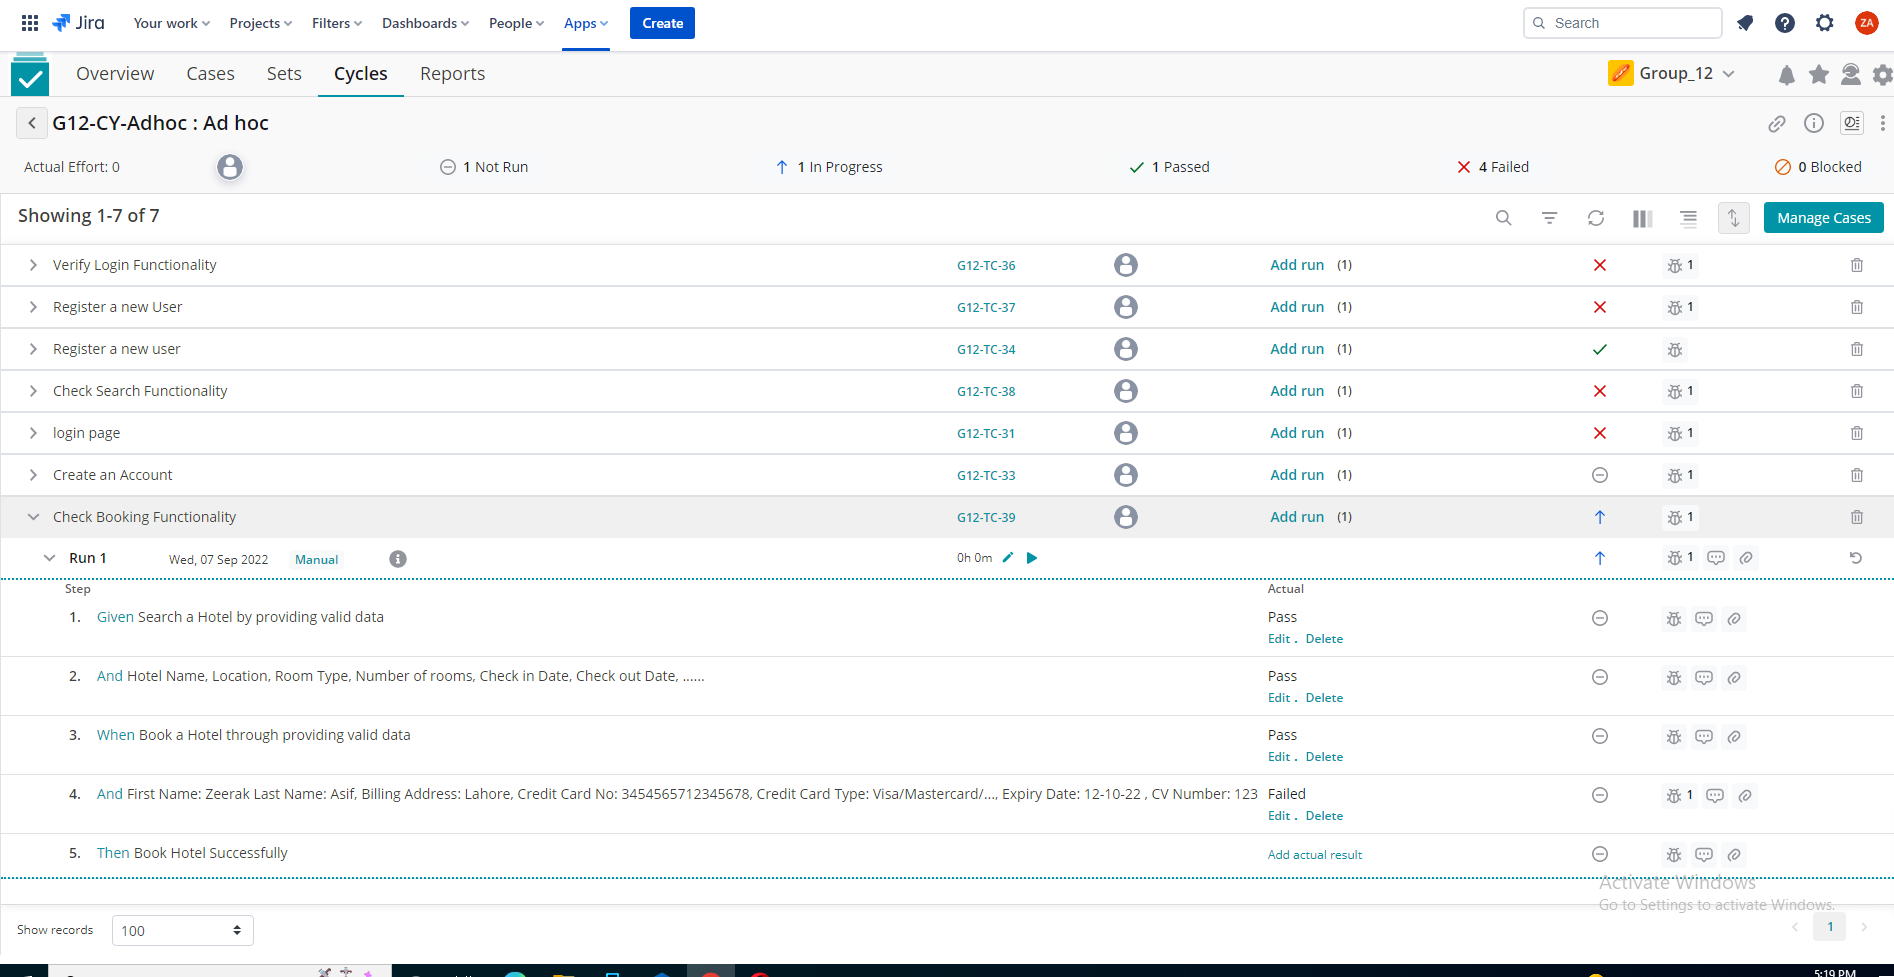 Jira Your work Projects Filters Dashboards People Apps Create Search ZA
Overview Cases Sets Cycles Reports Group_12
G12-CY-Adhoc : Ad hoc
Actual Effort: 0 1 Not Run 1 In Progress 1 Passed 4 Failed 0 Blocked
Showing 1-7 of 7 Manage Cases
Verify Login Functionality G12-TC-36 Add run (1) 1
Register a new User G12-TC-37 Add run (1) 1
Register a new user G12-TC-34 Add run (1)
Check Search Functionality G12-TC-38 Add run (1) 1
login page G12-TC-31 Add run (1) 1
Create an Account G12-TC-33 Add run (1) 1
Check Booking Functionality G12-TC-39 Add run (1) 1
Run 1 Wed, 07 Sep 2022 Manual 0h 0m 1
Step Actual
1. Given Search a Hotel by providing valid data Pass
Edit . Delete
2. And Hotel Name, Location, Room Type, Number of rooms, Check in Date, Check out Date, ...... Pass
Edit . Delete
3. When Book a Hotel through providing valid data Pass
Edit . Delete
4. And First Name: Zeerak Last Name: Asif, Billing Address: Lahore, Credit Card No: 3454565712345678, Credit Card Type: Visa/Mastercard/..., Expiry Date: 12-10-22 , CV Number: 123 Failed 1
Edit . Delete
5. Then Book Hotel Successfully Add actual result
Activate Windows
Go to Settings to activate Windows.
Show records 100 1
5:19 PM